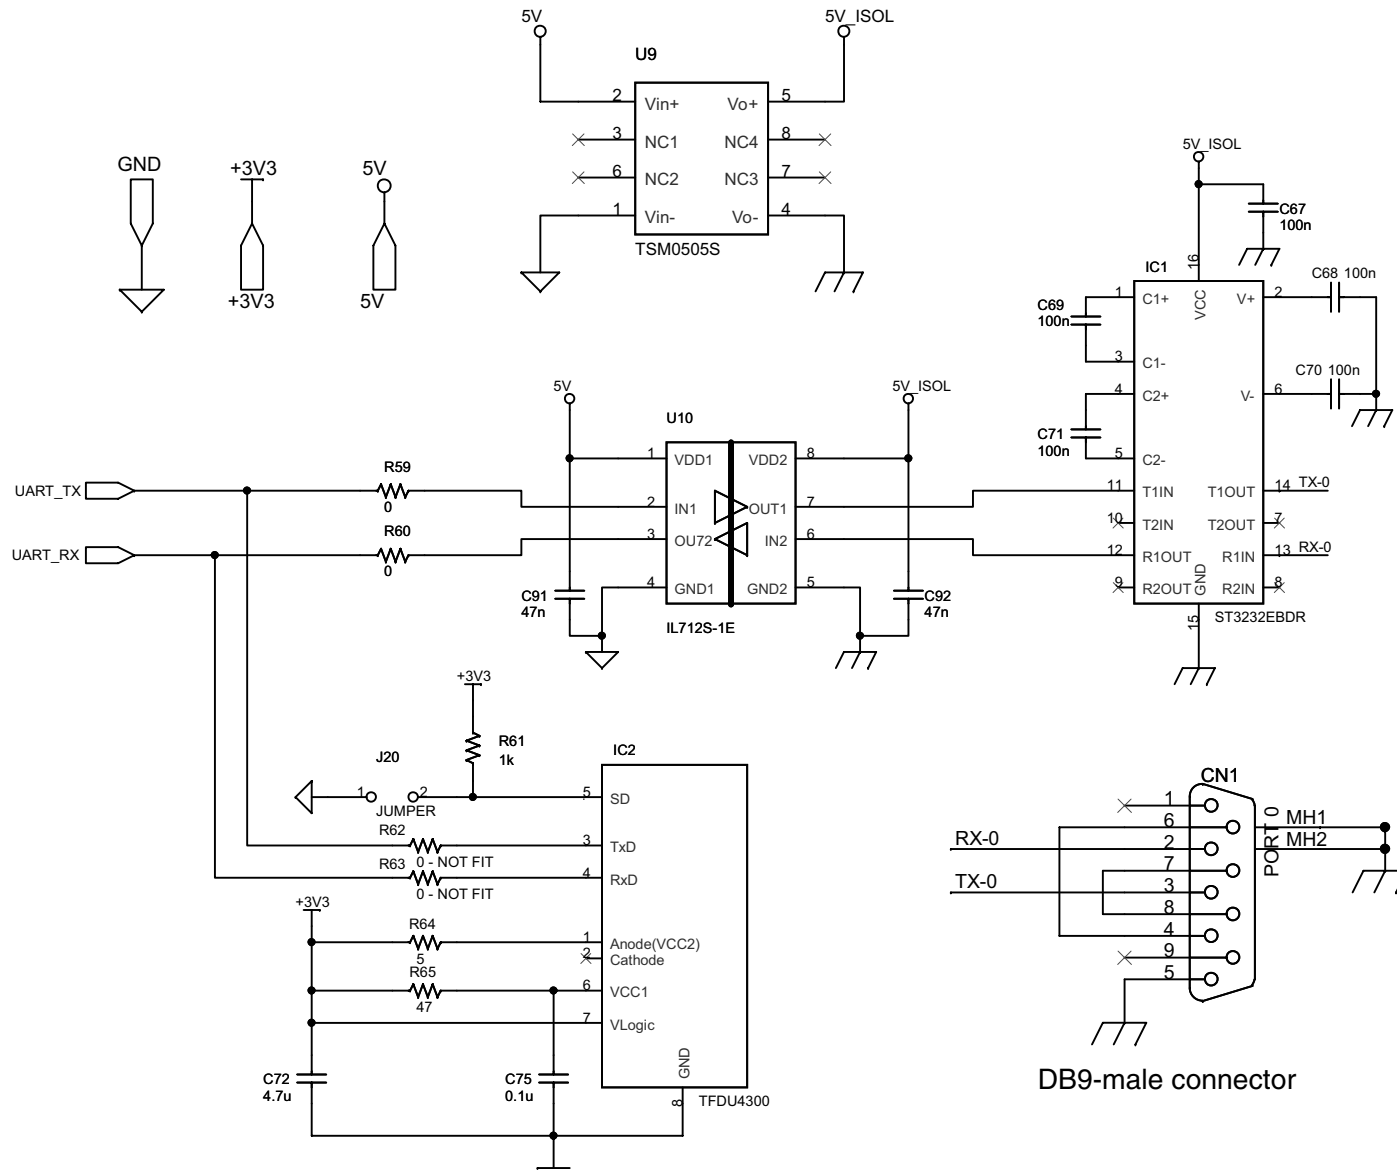 5V
5V_ISOL
U9
2 Vin+ Vo+ 5
3 NC1 NC4 8
6 NC2 NC3 7
1 Vin- Vo- 4
TSM0505S
GND
+3V3
5V
+3V3
5V
5V_ISOL
C67
100n
IC1
16
VCC
1 C1+ V+ 2
C68 100n
C69
100n
3 C1-
4 C2+ V- 6
C70 100n
C71
100n
5 C2-
11 T1IN T1OUT 14 TX-0
10 T2IN T2OUT 7
12 R1OUT R1IN 13 RX-0
9 R2OUT R2IN 8
GND
15
ST3232EBDR
5V
5V_ISOL
U10
1 VDD1 VDD2 8
2 IN1 OUT1 7
3 OU72 IN2 6
4 GND1 GND2 5
IL712S-1E
UART_TX
R59
0
UART_RX
R60
0
C91
47n
C92
47n
+3V3
R61
1k
J20
1 2
JUMPER
IC2
5 SD
R62
0 - NOT FIT
3 TxD
R63
0 - NOT FIT
4 RxD
+3V3
R64
5
1 Anode(VCC2)
2 Cathode
R65
47
6 VCC1
7 VLogic
GND
8
TFDU4300
C72
4.7u
C75
0.1u
CN1
1
6
RX-0 2
7
TX-0 3
8
4
9
5
PORT 0
MH1
MH2
DB9-male connector